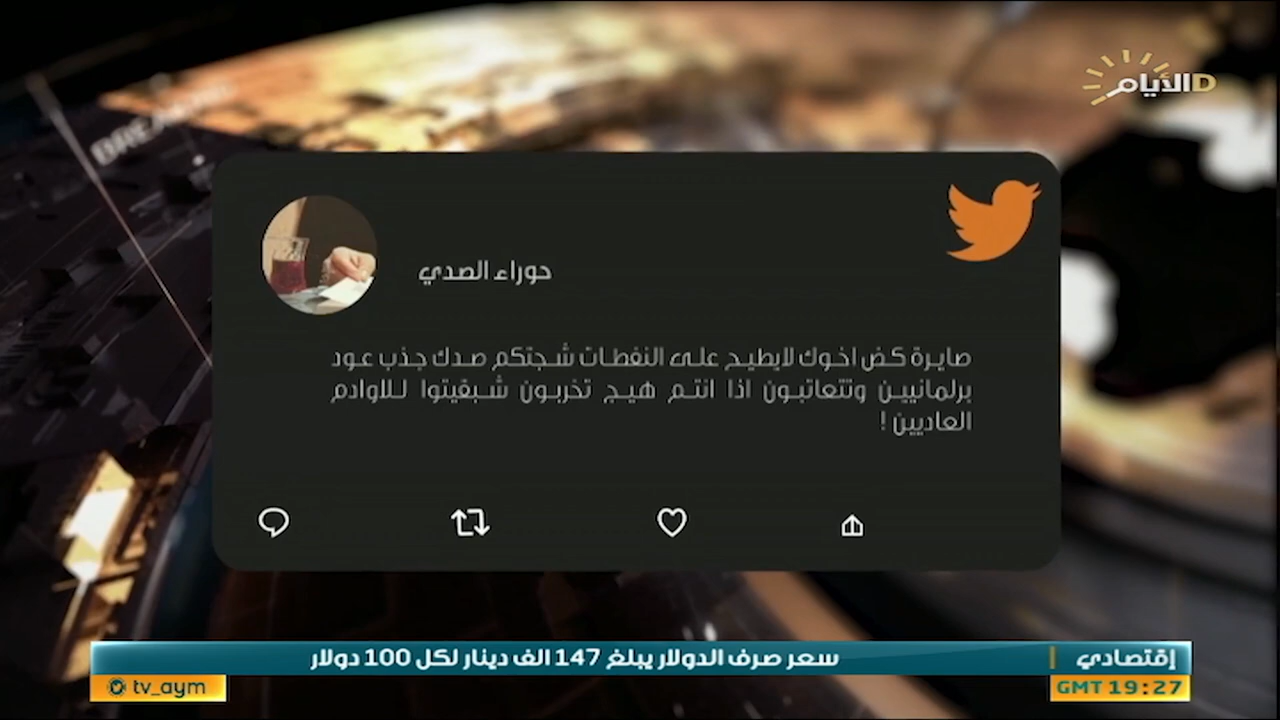 الأيام
BREAKING
حوراء الصدي
صايرة كض اخوك لايطيح على النفطات شجتكم صدك جذب عود
برلمانيين وتتعاتبون اذا انتم هيج تخربون شبقيتوا للاوادم
العاديين !
إقتصادي | سعر صرف الدولار يبلغ 147 الف دينار لكل 100 دولار
tv_aym
GMT 19:27